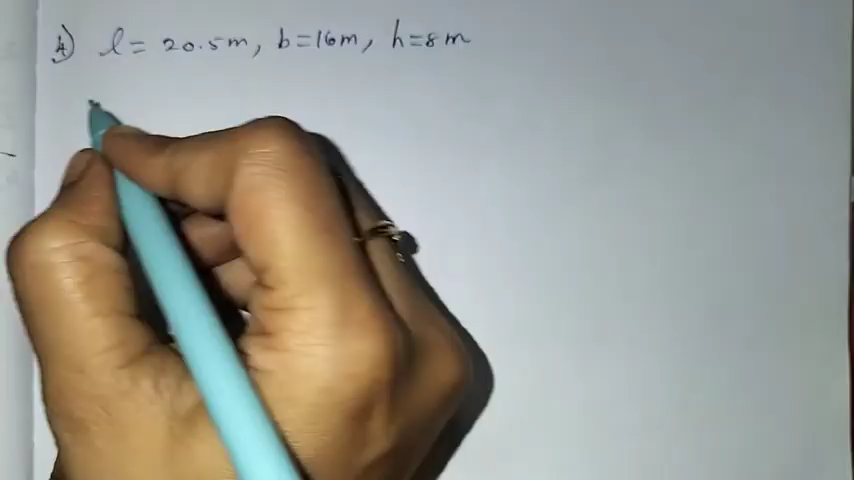 4) l = 20.5m, b=16m, h=8m